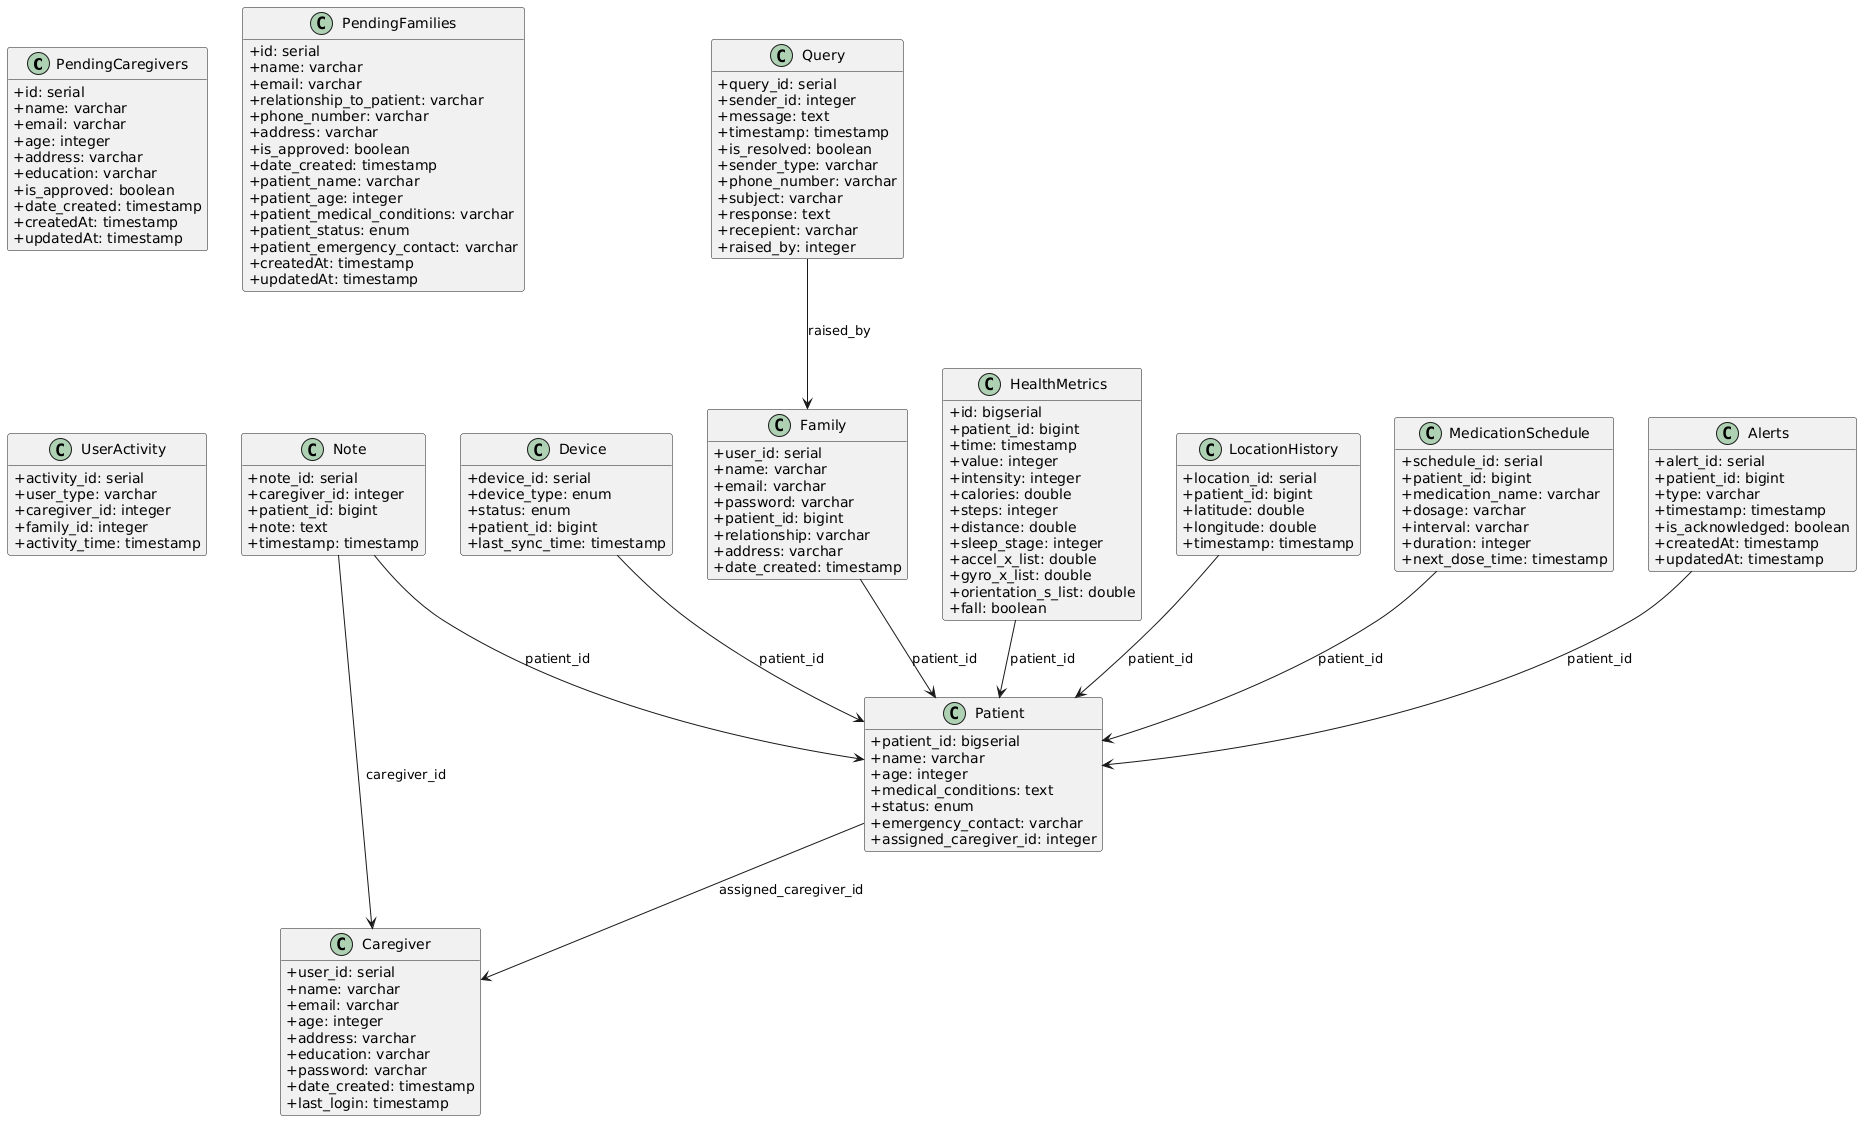 C PendingCaregivers
+id: serial
+name: varchar
+email: varchar
+age: integer
+address: varchar
+education: varchar
+is_approved: boolean
+date_created: timestamp
+createdAt: timestamp
+updatedAt: timestamp
C PendingFamilies
+id: serial
+name: varchar
+email: varchar
+relationship_to_patient: varchar
+phone_number: varchar
+address: varchar
+is_approved: boolean
+date_created: timestamp
+patient_name: varchar
+patient_age: integer
+patient_medical_conditions: varchar
+patient_status: enum
+patient_emergency_contact: varchar
+createdAt: timestamp
+updatedAt: timestamp
C Query
+query_id: serial
+sender_id: integer
+message: text
+timestamp: timestamp
+is_resolved: boolean
+sender_type: varchar
+phone_number: varchar
+subject: varchar
+response: text
+recepient: varchar
+raised_by: integer
raised_by
C UserActivity
+activity_id: serial
+user_type: varchar
+caregiver_id: integer
+family_id: integer
+activity_time: timestamp
C Note
+note_id: serial
+caregiver_id: integer
+patient_id: bigint
+note: text
+timestamp: timestamp
C Device
+device_id: serial
+device_type: enum
+status: enum
+patient_id: bigint
+last_sync_time: timestamp
C Family
+user_id: serial
+name: varchar
+email: varchar
+password: varchar
+patient_id: bigint
+relationship: varchar
+address: varchar
+date_created: timestamp
C HealthMetrics
+id: bigserial
+patient_id: bigint
+time: timestamp
+value: integer
+intensity: integer
+calories: double
+steps: integer
+distance: double
+sleep_stage: integer
+accel_x_list: double
+gyro_x_list: double
+orientation_s_list: double
+fall: boolean
C LocationHistory
+location_id: serial
+patient_id: bigint
+latitude: double
+longitude: double
+timestamp: timestamp
C MedicationSchedule
+schedule_id: serial
+patient_id: bigint
+medication_name: varchar
+dosage: varchar
+interval: varchar
+duration: integer
+next_dose_time: timestamp
C Alerts
+alert_id: serial
+patient_id: bigint
+type: varchar
+timestamp: timestamp
+is_acknowledged: boolean
+createdAt: timestamp
+updatedAt: timestamp
patient_id
patient_id
patient_id
patient_id
patient_id
patient_id
patient_id
C Patient
+patient_id: bigserial
+name: varchar
+age: integer
+medical_conditions: text
+status: enum
+emergency_contact: varchar
+assigned_caregiver_id: integer
caregiver_id
assigned_caregiver_id
C Caregiver
+user_id: serial
+name: varchar
+email: varchar
+age: integer
+address: varchar
+education: varchar
+password: varchar
+date_created: timestamp
+last_login: timestamp